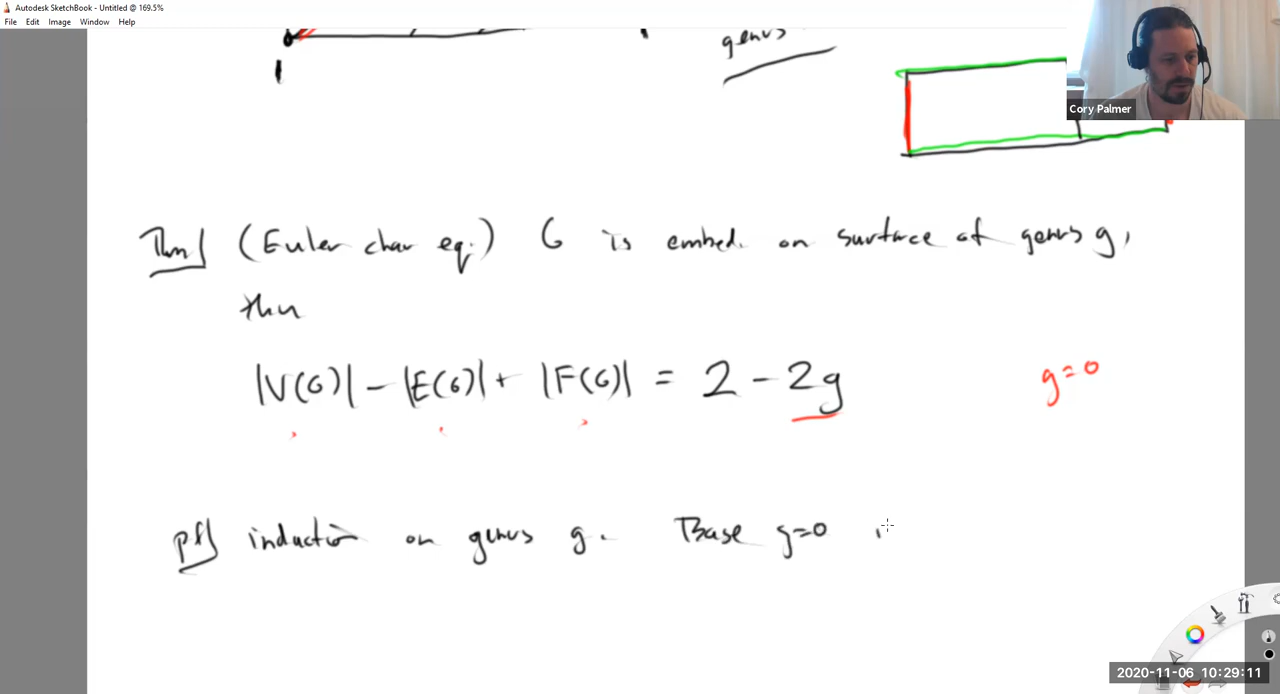 Autodesk SketchBook - Untitled @ 169.5%
File Edit Image Window Help
genus
1
Cory Palmer
Thm (Euler char eq.) G is embed. on surface of genus g,
then
|V(G)| - |E(G)| + |F(G)| = 2 - 2g
g=0
Pf induction on genus g. Base g=0
2020-11-06 10:29:11